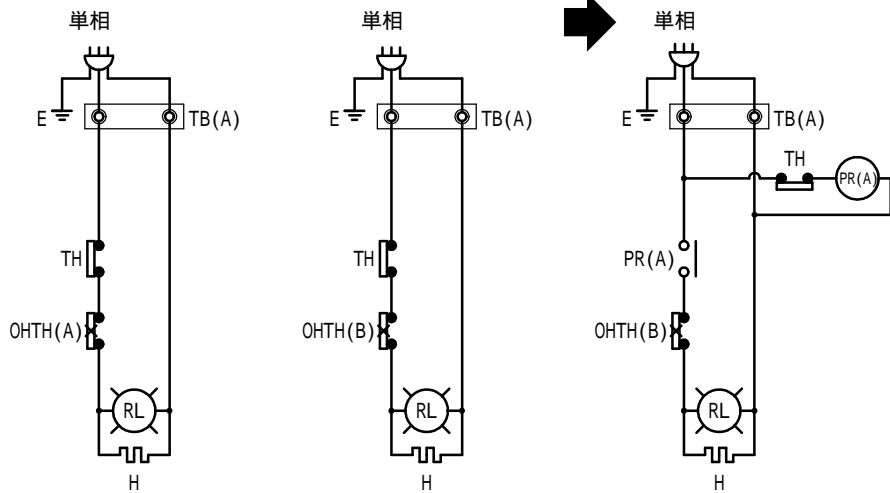 単相
E
TB(A)
TH
OHTH(A)
RL
H
単相
E
TB(A)
TH
OHTH(B)
RL
H
単相
E
TB(A)
TH
PR(A)
PR(A)
OHTH(B)
RL
H